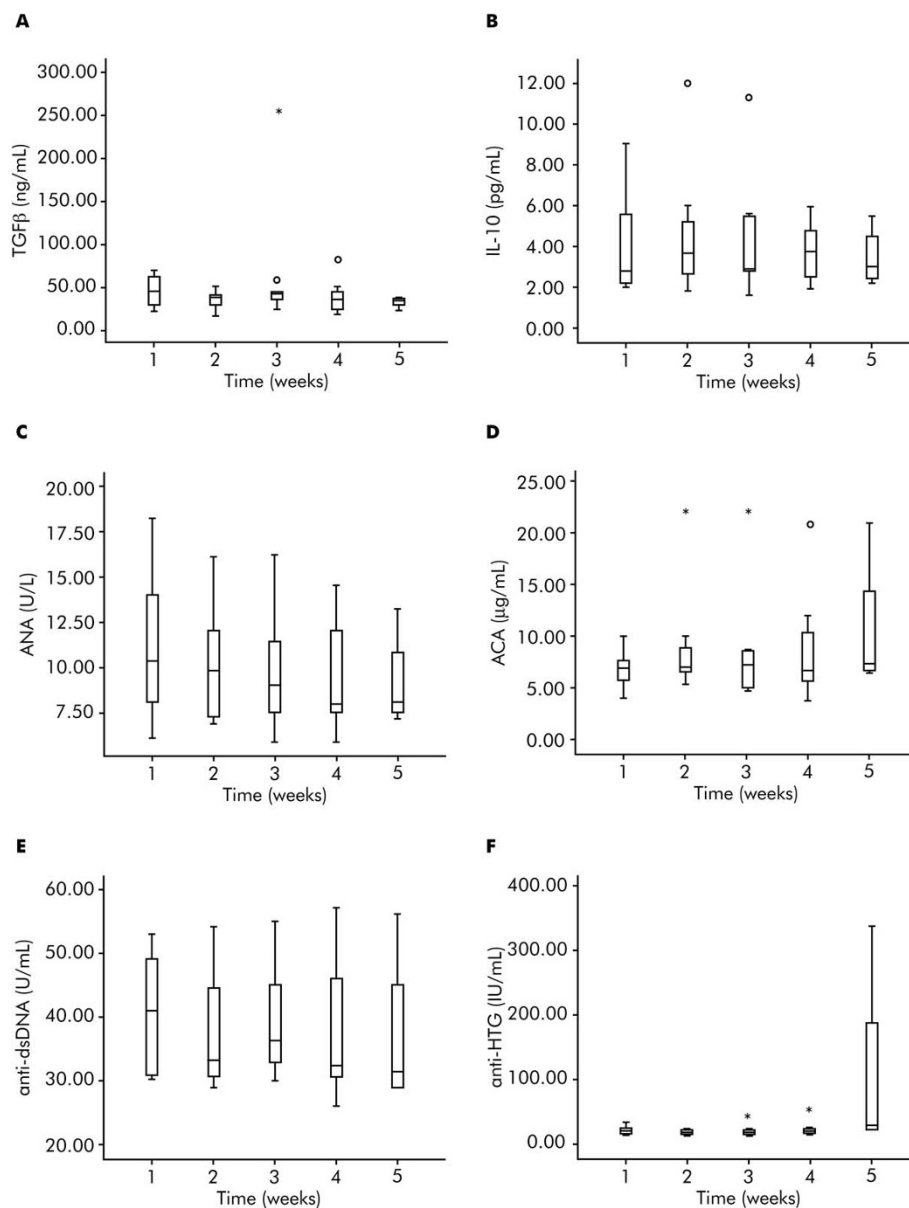 A
TGFβ (ng/mL)
300.00
250.00
200.00
150.00
100.00
50.00
0.00
1 2 3 4 5
Time (weeks)
B
IL-10 (pg/mL)
12.00
10.00
8.00
6.00
4.00
2.00
0.00
1 2 3 4 5
Time (weeks)
C
ANA (U/L)
20.00
17.50
15.00
12.50
10.00
7.50
1 2 3 4 5
Time (weeks)
D
ACA (µg/mL)
25.00
20.00
15.00
10.00
5.00
0.00
1 2 3 4 5
Time (weeks)
E
anti-dsDNA (U/mL)
60.00
50.00
40.00
30.00
20.00
1 2 3 4 5
Time (weeks)
F
anti-HTG (IU/mL)
400.00
300.00
200.00
100.00
0.00
1 2 3 4 5
Time (weeks)